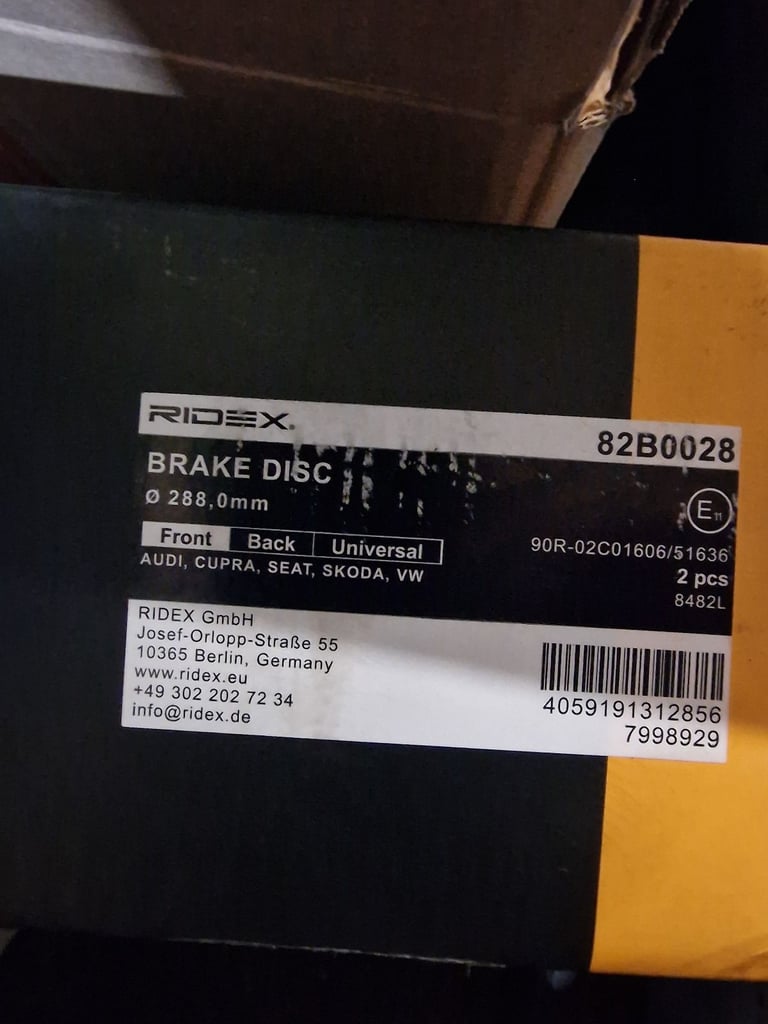 RIDEX
82B0028
BRAKE DISC
Ø 288,0mm
E11
Front Back Universal
90R-02C01606/51636
AUDI, CUPRA, SEAT, SKODA, VW
2 pcs
8482L
RIDEX GmbH
Josef-Orlopp-Straße 55
10365 Berlin, Germany
www.ridex.eu
+49 302 202 72 34
info@ridex.de
4059191312856
7998929